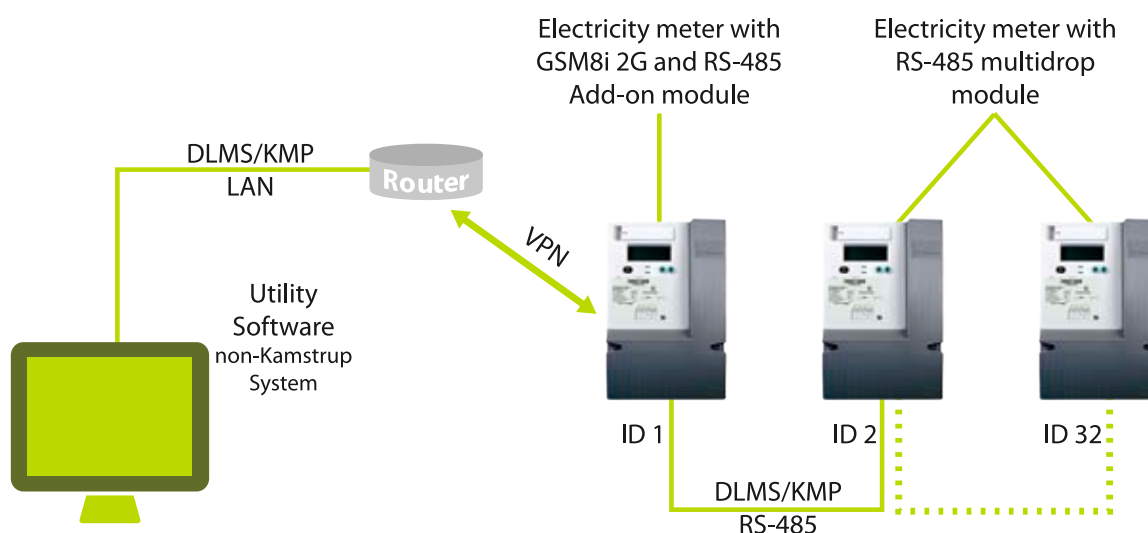 Electricity meter with
GSM8i 2G and RS-485
Add-on module
Electricity meter with
RS-485 multidrop
module
DLMS/KMP
LAN
Router
VPN
Utility
Software
non-Kamstrup
System
ID 1
ID 2
ID 32
DLMS/KMP
RS-485